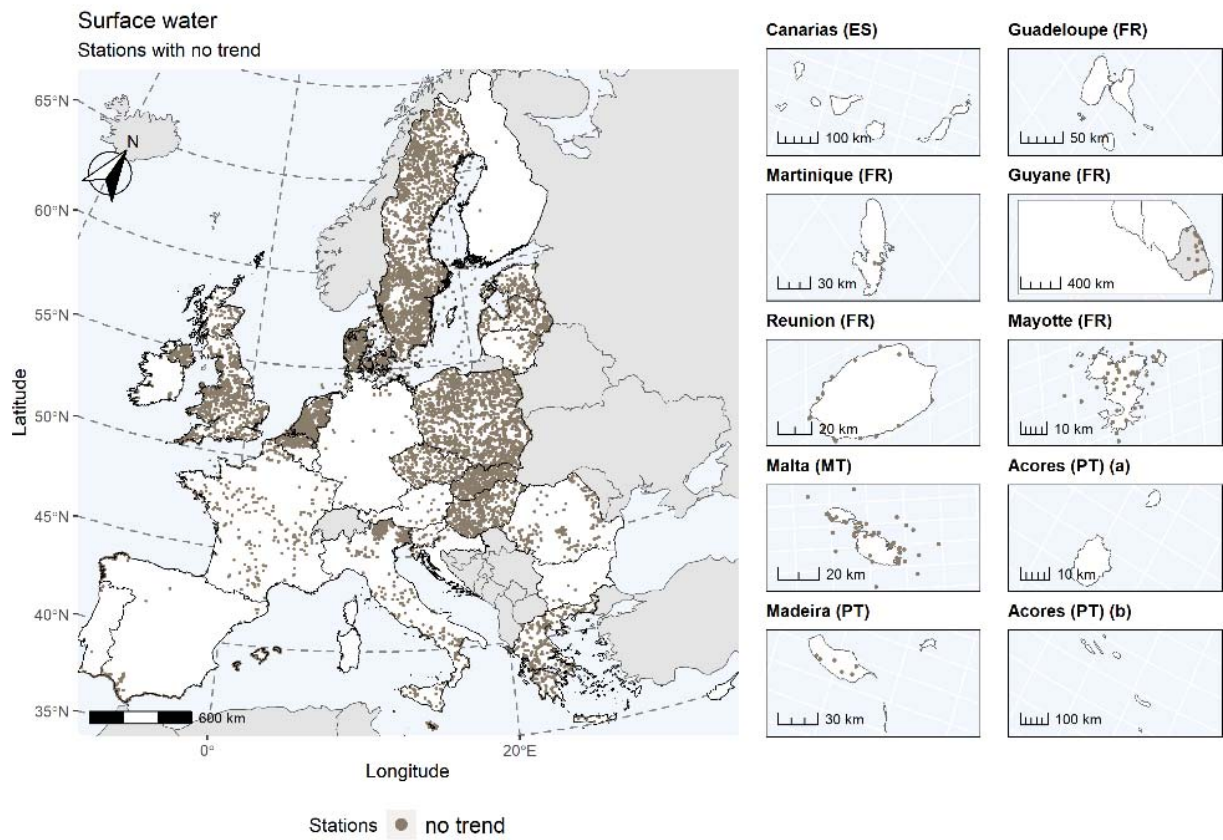 Surface water
Stations with no trend
65°N
60°N
55°N
50°N
45°N
40°N
35°N
Latitude
N
600 km
0°
20°E
Longitude
Stations no trend
Canarias (ES)
100 km
Guadeloupe (FR)
50 km
Martinique (FR)
30 km
Guyane (FR)
400 km
Reunion (FR)
20 km
Mayotte (FR)
10 km
Malta (MT)
20 km
Acores (PT) (a)
10 km
Madeira (PT)
30 km
Acores (PT) (b)
100 km